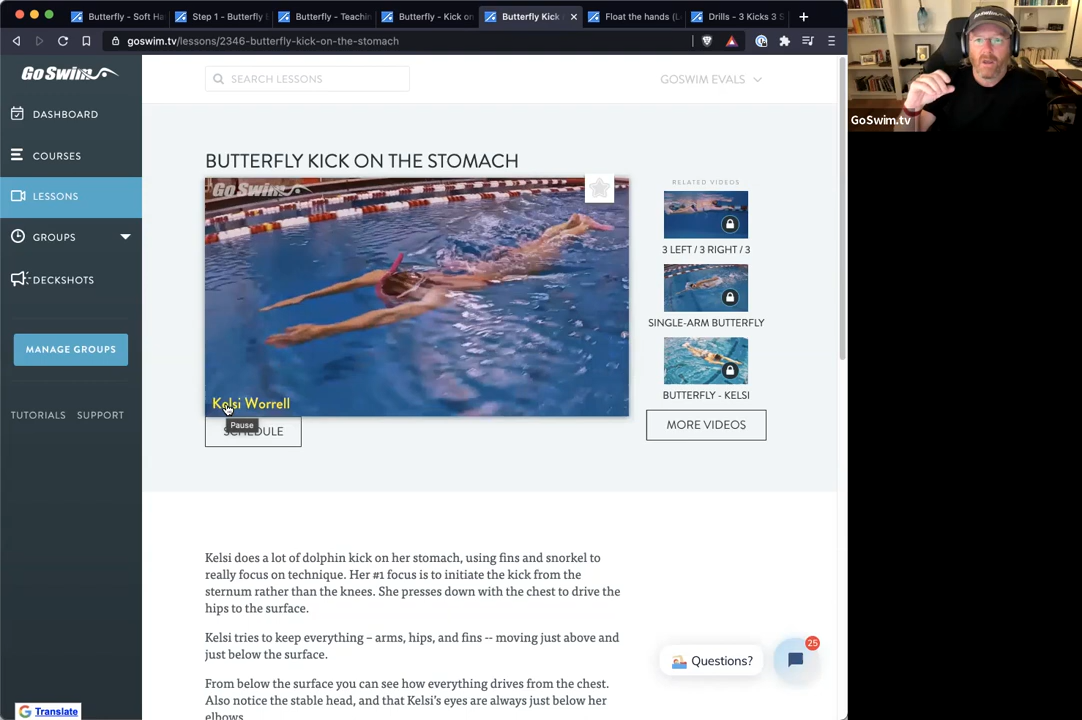 Butterfly - Soft Ha
Step 1 - Butterfly
Butterfly - Teachin
Butterfly - Kick on
Butterfly Kick
Float the hands (L
Drills - 3 Kicks 3 S
goswim.tv/lessons/2346-butterfly-kick-on-the-stomach
GoSwim
SEARCH LESSONS
GOSWIM EVALS
DASHBOARD
COURSES
LESSONS
GROUPS
DECKSHOTS
MANAGE GROUPS
TUTORIALS SUPPORT
BUTTERFLY KICK ON THE STOMACH
GoSwim
Kelsi Worrell
Pause
SCHEDULE
RELATED VIDEOS
3 LEFT / 3 RIGHT / 3
SINGLE-ARM BUTTERFLY
BUTTERFLY - KELSI
MORE VIDEOS
Kelsi does a lot of dolphin kick on her stomach, using fins and snorkel to
really focus on technique. Her #1 focus is to initiate the kick from the
sternum rather than the knees. She presses down with the chest to drive the
hips to the surface.
Kelsi tries to keep everything – arms, hips, and fins -- moving just above and
just below the surface.
From below the surface you can see how everything drives from the chest.
Also notice the stable head, and that Kelsi's eyes are always just below her
elbows
Questions?
25
Translate
GoSwim.tv